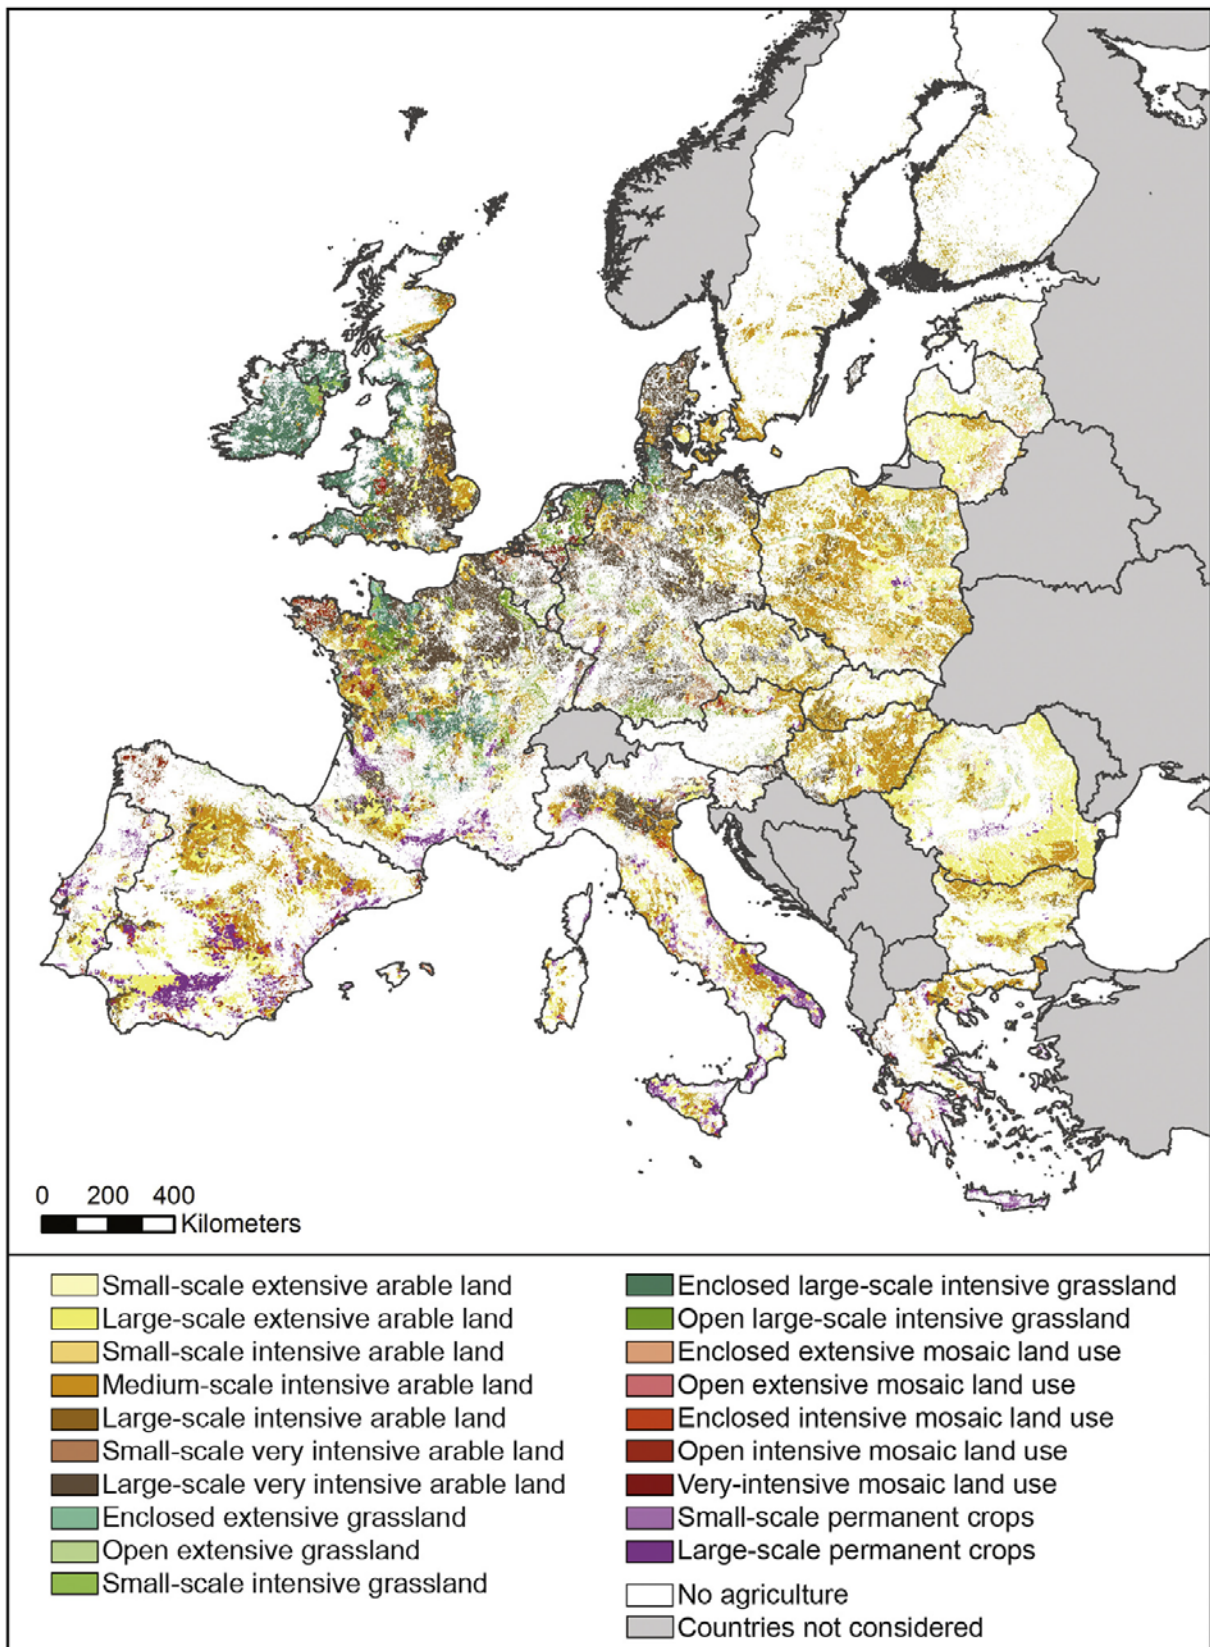 0 200 400
Kilometers
Small-scale extensive arable land
Large-scale extensive arable land
Small-scale intensive arable land
Medium-scale intensive arable land
Large-scale intensive arable land
Small-scale very intensive arable land
Large-scale very intensive arable land
Enclosed extensive grassland
Open extensive grassland
Small-scale intensive grassland
Enclosed large-scale intensive grassland
Open large-scale intensive grassland
Enclosed extensive mosaic land use
Open extensive mosaic land use
Enclosed intensive mosaic land use
Open intensive mosaic land use
Very-intensive mosaic land use
Small-scale permanent crops
Large-scale permanent crops
No agriculture
Countries not considered